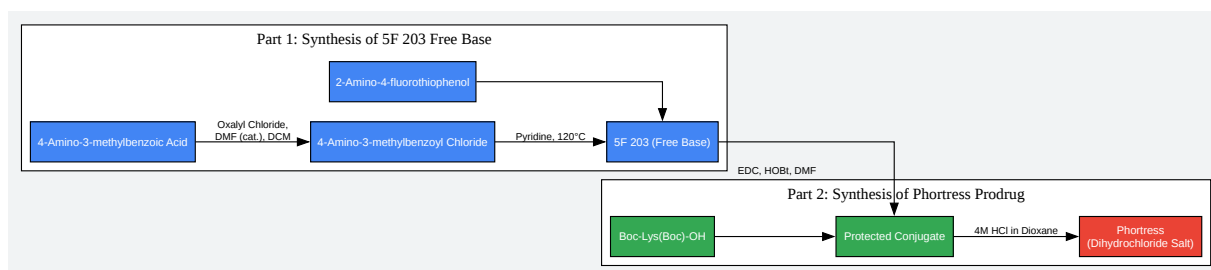 Part 1: Synthesis of 5F 203 Free Base
2-Amino-4-fluorothiophenol
4-Amino-3-methylbenzoic Acid
Oxalyl Chloride,
DMF (cat.), DCM
4-Amino-3-methylbenzoyl Chloride
Pyridine, 120°C
5F 203 (Free Base)
EDC, HOBt, DMF
Part 2: Synthesis of Phortress Prodrug
Boc-Lys(Boc)-OH
Protected Conjugate
4M HCl in Dioxane
Phortress
(Dihydrochloride Salt)